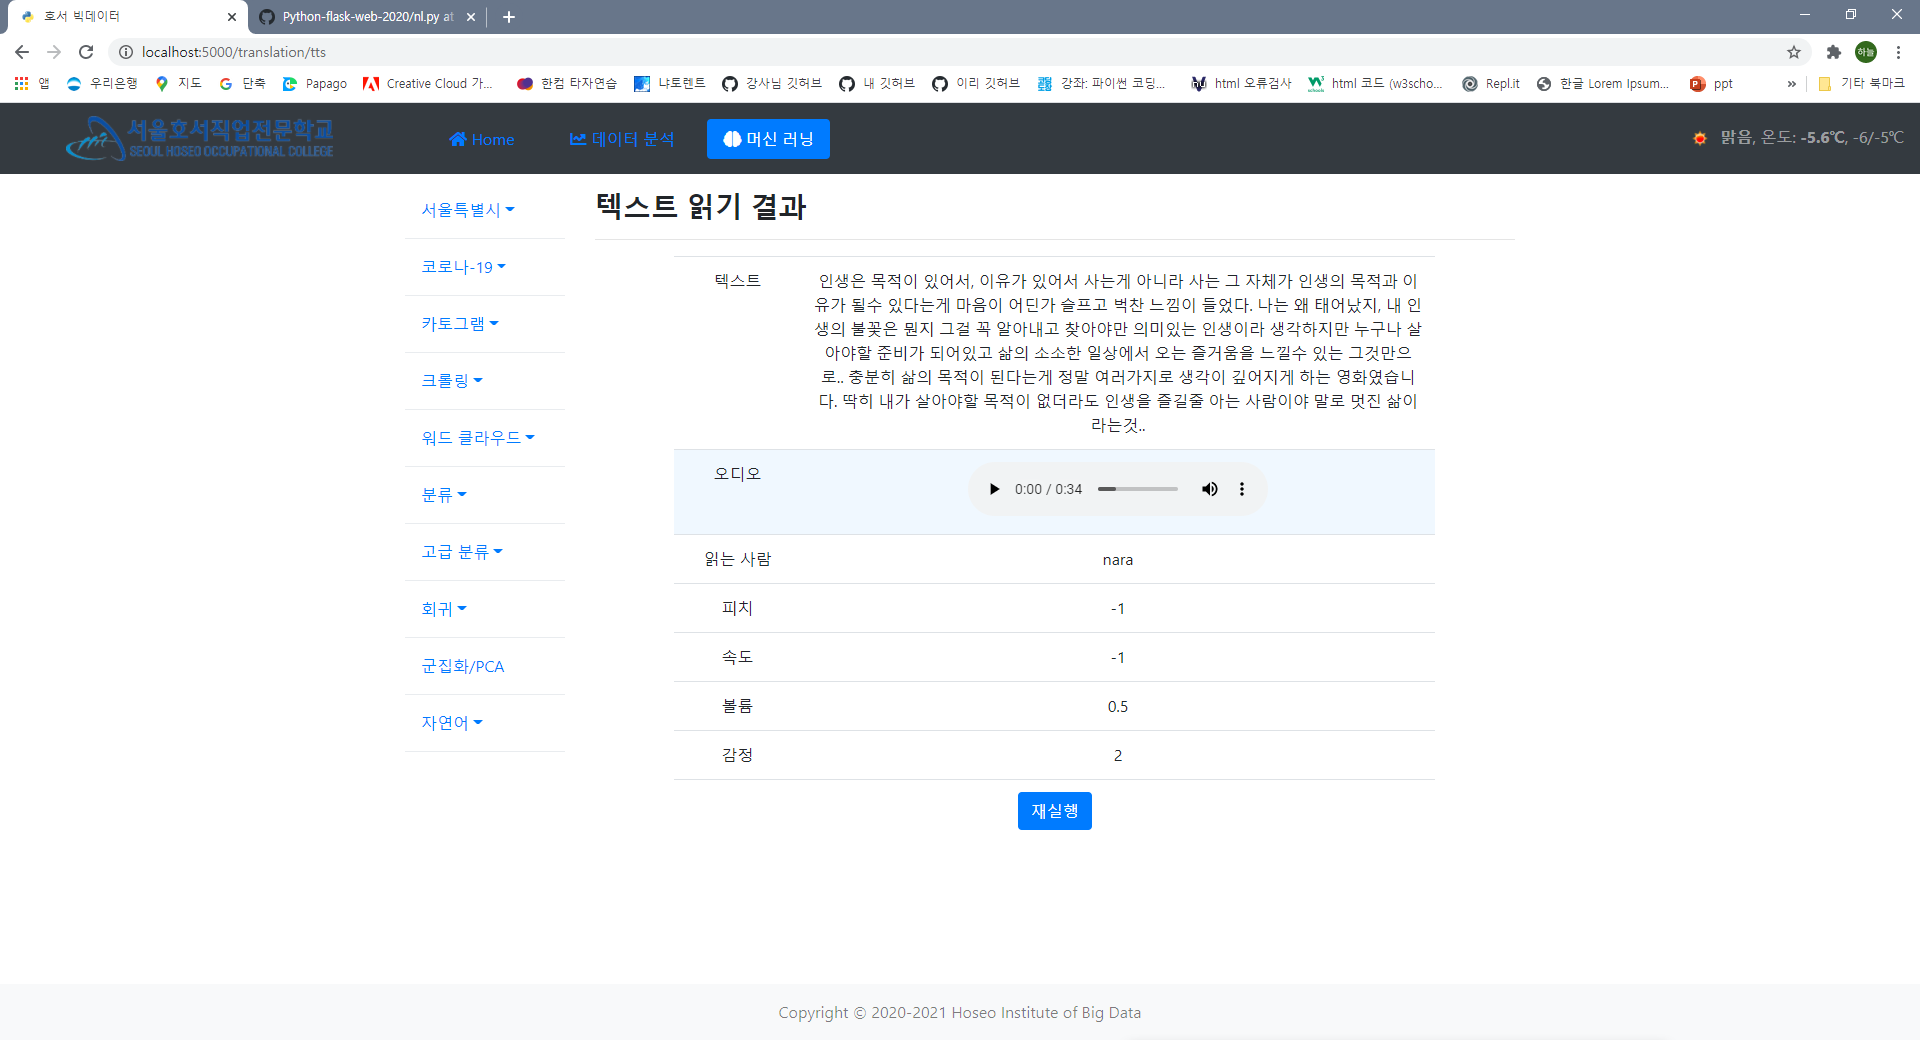 호서 빅데이터
Python-flask-web-2020/nl.py at
localhost:5000/translation/tts
하늘
앱 우리은행 지도 단축 Papago Creative Cloud 가... 한컴 타자연습 냐토렌트 강사님 깃허브 내 깃허브 이리 깃허브 강좌: 파이썬 코딩... html 오류검사 html 코드 (w3scho... Repl.it 한글 Lorem Ipsum... ppt » 기타 북마크
서울호서직업전문학교
SEOUL HOSEO OCCUPATIONAL COLLEGE
Home 데이터 분석 머신 러닝 맑음, 온도: -5.6℃, -6/-5℃
서울특별시
코로나-19
카토그램
크롤링
워드 클라우드
분류
고급 분류
회귀
군집화/PCA
자연어
텍스트 읽기 결과
텍스트
인생은 목적이 있어서, 이유가 있어서 사는게 아니라 사는 그 자체가 인생의 목적과 이
유가 될수 있다는게 마음이 어딘가 슬프고 벅찬 느낌이 들었다. 나는 왜 태어났지, 내 인
생의 불꽃은 뭔지 그걸 꼭 알아내고 찾아야만 의미있는 인생이라 생각하지만 누구나 살
아야할 준비가 되어있고 삶의 소소한 일상에서 오는 즐거움을 느낄수 있는 그것만으
로.. 충분히 삶의 목적이 된다는게 정말 여러가지로 생각이 깊어지게 하는 영화였습니
다. 딱히 내가 살아야할 목적이 없더라도 인생을 즐길줄 아는 사람이야 말로 멋진 삶이
라는것..
오디오 0:00 / 0:34
읽는 사람 nara
피치 -1
속도 -1
볼륨 0.5
감정 2
재실행
Copyright © 2020-2021 Hoseo Institute of Big Data